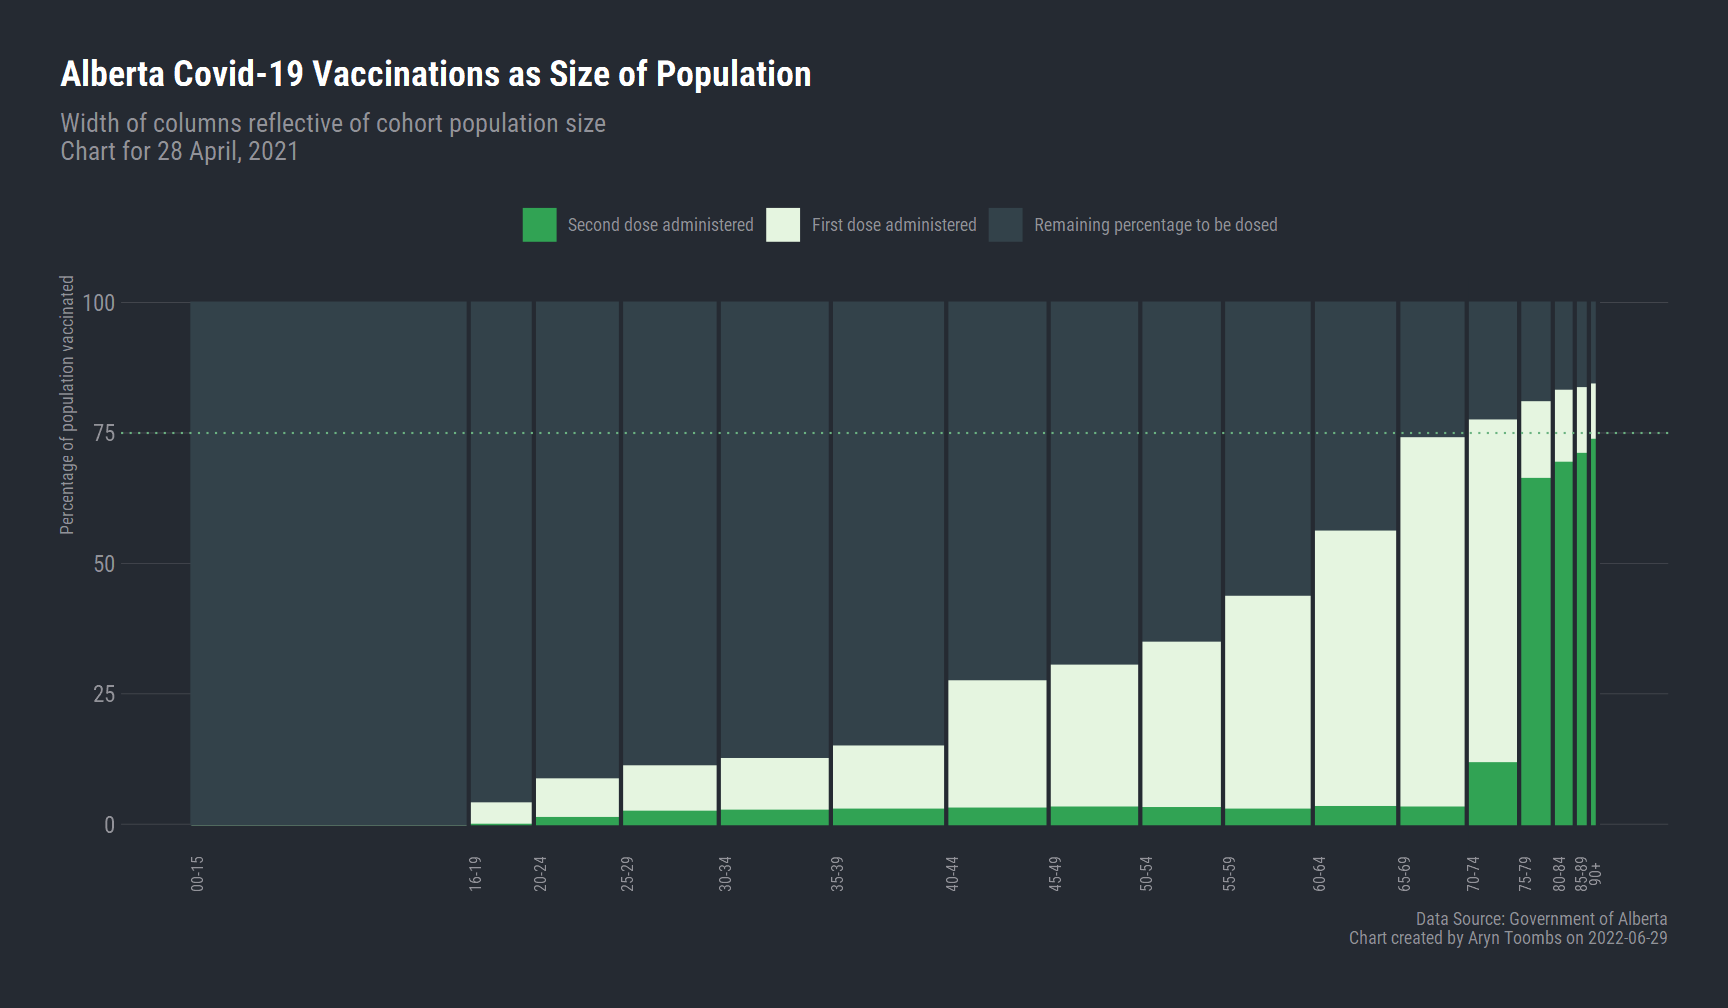 Alberta Covid-19 Vaccinations as Size of Population
Width of columns reflective of cohort population size
Chart for 28 April, 2021
Second dose administered
First dose administered
Remaining percentage to be dosed
Percentage of population vaccinated
100
75
50
25
0
00-15
16-19
20-24
25-29
30-34
35-39
40-44
45-49
50-54
55-59
60-64
65-69
70-74
75-79
80-84
85-89
90+
Data Source: Government of Alberta
Chart created by Aryn Toombs on 2022-06-29